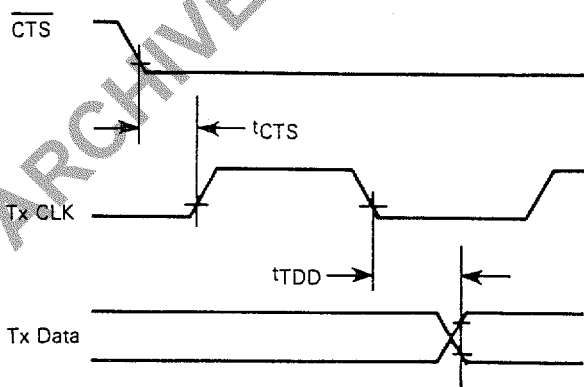 CTS
tCTS
Tx CLK
tTDD
Tx Data
ARCHIVE